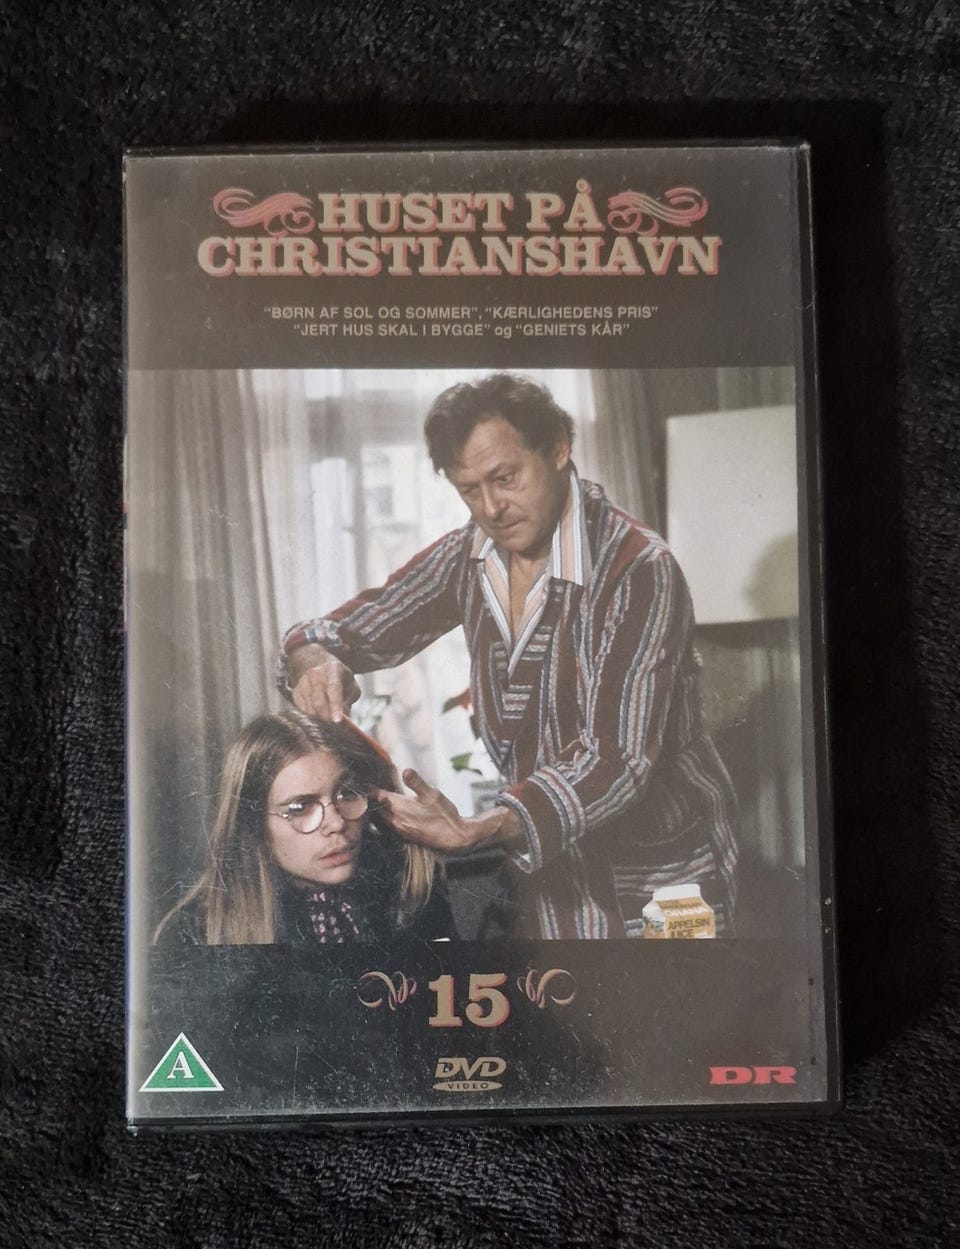 HUSET PÅ
CHRISTIANSHAVN
"BØRN AF SOL OG SOMMER", "KÆRLIGHEDENS PRIS"
"JERT HUS SKAL I BYGGE" og "GENIETS KÅR"
APPELSIN
JUICE
15
A
DVD
VIDEO
DR